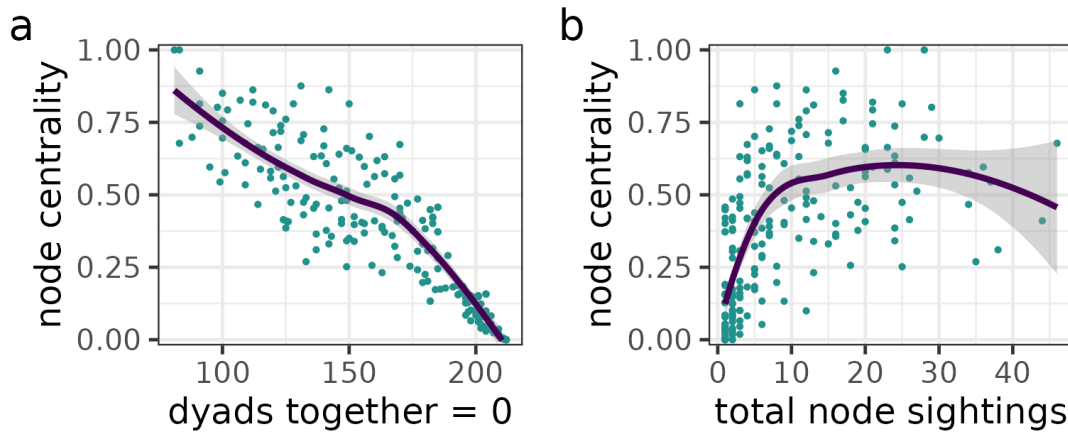 a
node centrality
1.00
0.75
0.50
0.25
0.00
100 150 200
dyads together = 0
b
node centrality
1.00
0.75
0.50
0.25
0.00
0 10 20 30 40
total node sightings